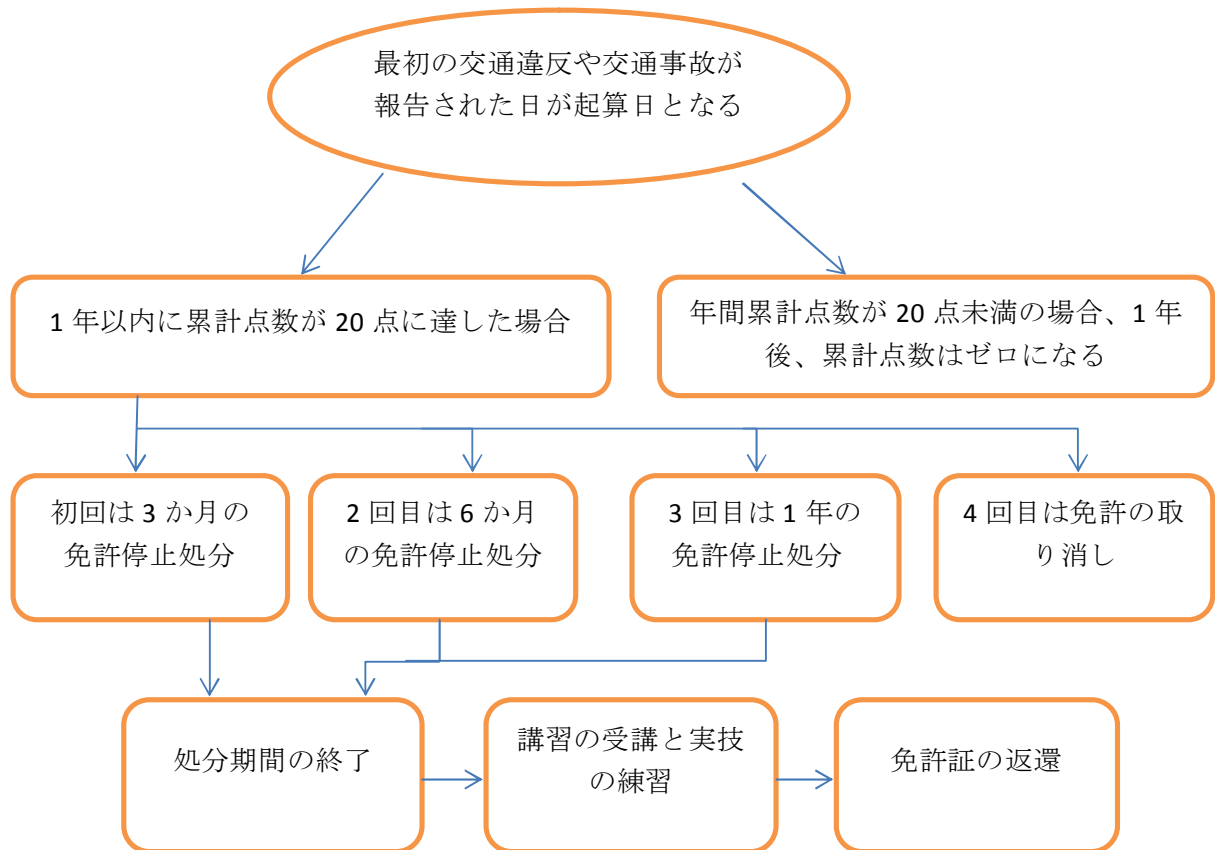 最初の交通違反や交通事故が
報告された日が起算日となる
1 年以内に累計点数が 20 点に達した場合
年間累計点数が 20 点未満の場合、1 年
後、累計点数はゼロになる
初回は 3 か月の
免許停止処分
2 回目は 6 か月
の免許停止処分
3 回目は 1 年の
免許停止処分
4 回目は免許の取
り消し
処分期間の終了
講習の受講と実技
の練習
免許証の返還